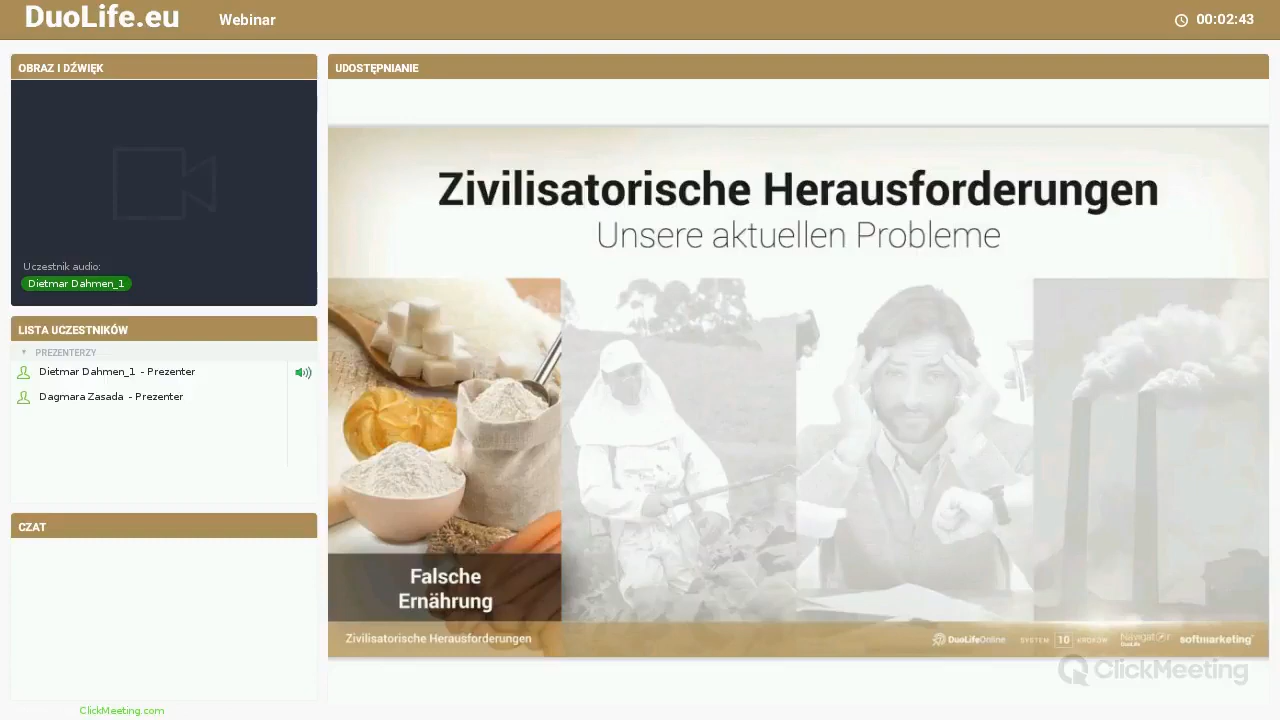 DuoLife.eu
Webinar
00:02:43
OBRAZ I DŹWIĘK
Uczestnik audio:
Dietmar Dahmen_1
LISTA UCZESTNIKÓW
PREZENTERZY
Dietmar Dahmen_1 - Prezenter
Dagmara Zasada - Prezenter
CZAT
ClickMeeting.com
UDOSTĘPNIANIE
Zivilisatorische Herausforderungen
Unsere aktuellen Probleme
Falsche
Ernährung
Zivilisatorische Herausforderungen
DuoLifeOnline
SYSTEM 10 KROKÓW
Navigator
DuoLife
softmarketing
ClickMeeting